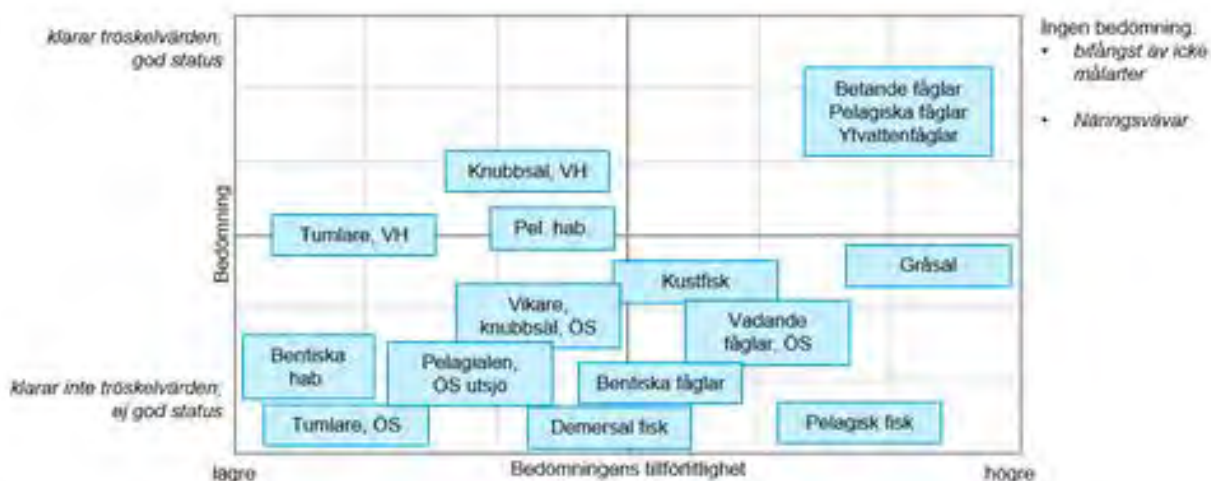 klarar tröskelvärden,
god status
Ingen bedömning:
• bifångst av icke
målarter
• Näringsvävar
Betande fåglar
Pelagiska fåglar
Ytvattenfåglar
Knubbsäl, VH
Pel. hab.
Tumlare, VH
Bedömning
Gråsäl
Kustfisk
Vikare,
knubbsäl, ÖS
Vadande
fåglar, ÖS
Bentiska
hab
Pelagialen,
ÖS utsjö
Bentiska fåglar
klarar inte tröskelvärden,
ej god status
Tumlare, ÖS
Demersal fisk
Pelagisk fisk
lägre
Bedömningens tillförlitlighet
högre